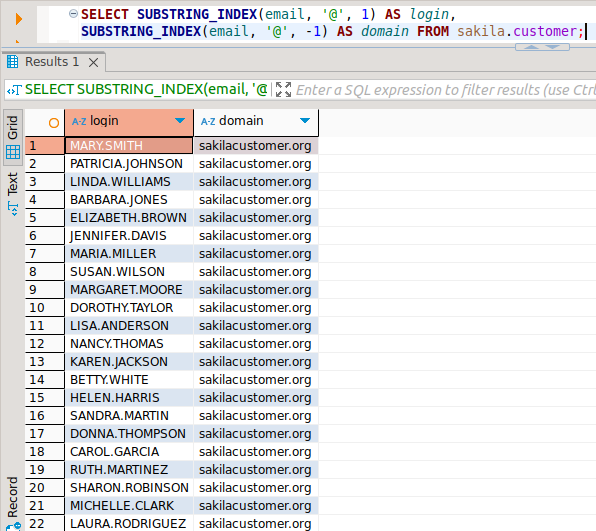 SELECT SUBSTRING_INDEX(email, '@', 1) AS login,
SUBSTRING_INDEX(email, '@', -1) AS domain FROM sakila.customer;
Results 1
SELECT SUBSTRING_INDEX(email, '@ Enter a SQL expression to filter results (use Ctrl
Grid
Text
Record
A-Z login A-Z domain
1 MARY.SMITH sakilacustomer.org
2 PATRICIA.JOHNSON sakilacustomer.org
3 LINDA.WILLIAMS sakilacustomer.org
4 BARBARA.JONES sakilacustomer.org
5 ELIZABETH.BROWN sakilacustomer.org
6 JENNIFER.DAVIS sakilacustomer.org
7 MARIA.MILLER sakilacustomer.org
8 SUSAN.WILSON sakilacustomer.org
9 MARGARET.MOORE sakilacustomer.org
10 DOROTHY.TAYLOR sakilacustomer.org
11 LISA.ANDERSON sakilacustomer.org
12 NANCY.THOMAS sakilacustomer.org
13 KAREN.JACKSON sakilacustomer.org
14 BETTY.WHITE sakilacustomer.org
15 HELEN.HARRIS sakilacustomer.org
16 SANDRA.MARTIN sakilacustomer.org
17 DONNA.THOMPSON sakilacustomer.org
18 CAROL.GARCIA sakilacustomer.org
19 RUTH.MARTINEZ sakilacustomer.org
20 SHARON.ROBINSON sakilacustomer.org
21 MICHELLE.CLARK sakilacustomer.org
22 LAURA.RODRIGUEZ sakilacustomer.org